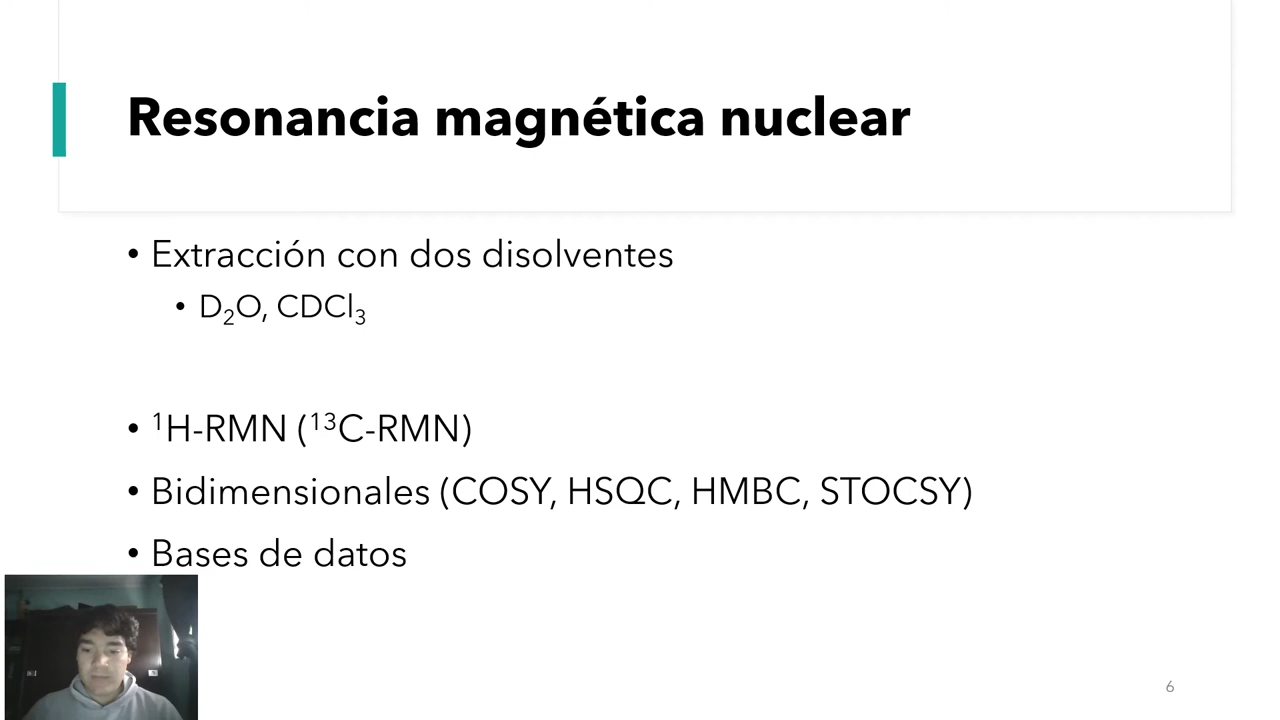 Resonancia magnética nuclear
• Extracción con dos disolventes
• D₂O, CDCl₃
• ¹H-RMN (¹³C-RMN)
• Bidimensionales (COSY, HSQC, HMBC, STOCSY)
• Bases de datos
6